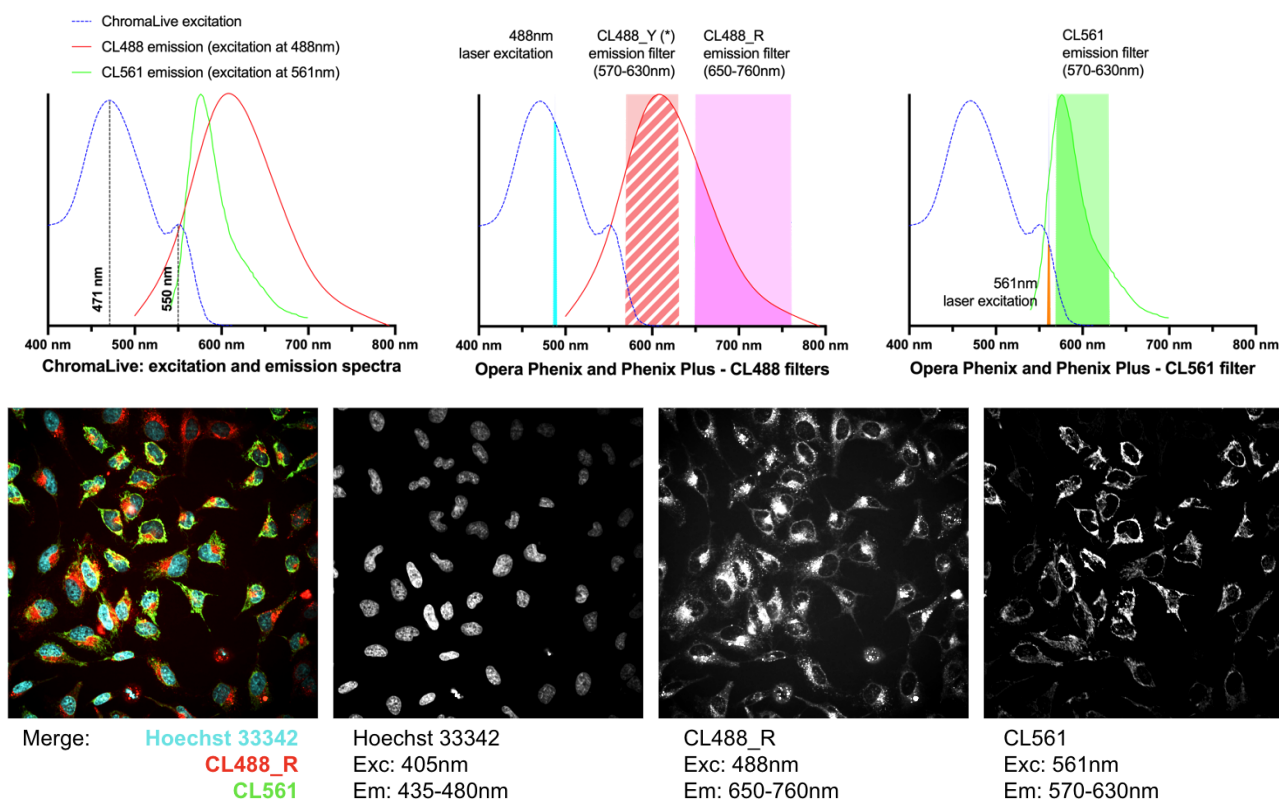 ChromaLive excitation
CL488 emission (excitation at 488nm)
CL561 emission (excitation at 561nm)
471 nm
550 nm
400 nm 500 nm 600 nm 700 nm 800 nm
ChromaLive: excitation and emission spectra
488nm
laser excitation
CL488_Y (*)
emission filter
(570-630nm)
CL488_R
emission filter
(650-760nm)
400 nm 500 nm 600 nm 700 nm 800 nm
Opera Phenix and Phenix Plus - CL488 filters
CL561
emission filter
(570-630nm)
561nm
laser excitation
400 nm 500 nm 600 nm 700 nm 800 nm
Opera Phenix and Phenix Plus - CL561 filter
Merge: Hoechst 33342
CL488_R
CL561
Hoechst 33342
Exc: 405nm
Em: 435-480nm
CL488_R
Exc: 488nm
Em: 650-760nm
CL561
Exc: 561nm
Em: 570-630nm